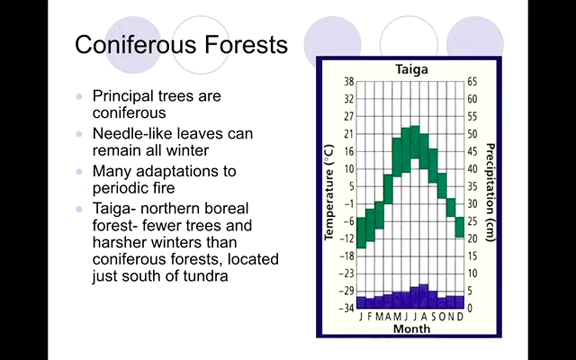 Coniferous Forests
Principal trees are
coniferous
Needle-like leaves can
remain all winter
Many adaptations to
periodic fire
Taiga- northern boreal
forest- fewer trees and
harsher winters than
coniferous forests, located
just south of tundra
Taiga
38 65
32 60
27 55
21 50
16 45
10 40
5 35
−1 30
−6 25
−12 20
−18 15
−23 10
−29 5
−34 0
Temperature (°C)
Precipitation (cm)
J F M A M J J A S O N D
Month